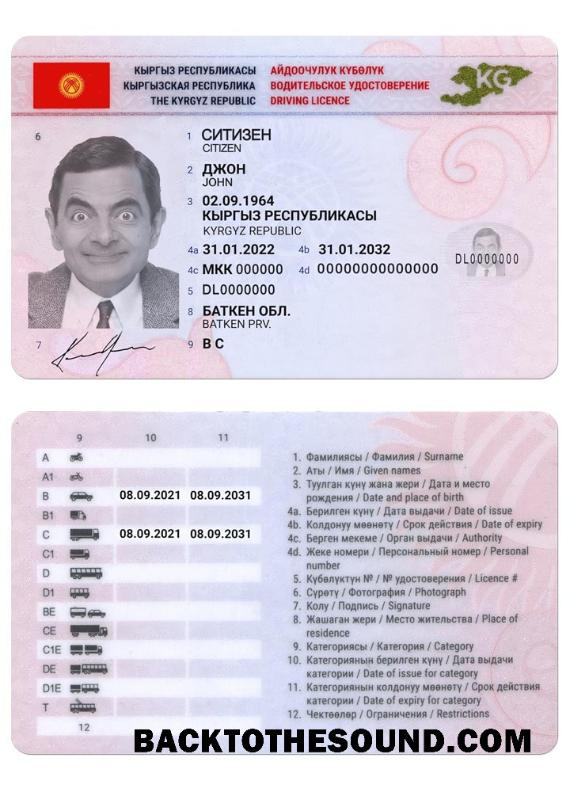 КЫРГЫЗ РЕСПУБЛИКАСЫ АЙДООЧУЛУК КҮБӨЛҮК
КЫРГЫЗСКАЯ РЕСПУБЛИКА ВОДИТЕЛЬСКОЕ УДОСТОВЕРЕНИЕ
THE KYRGYZ REPUBLIC DRIVING LICENCE
KG
6
1 СИТИЗЕН
CITIZEN
2 ДЖОН
JOHN
3 02.09.1964
КЫРГЫЗ РЕСПУБЛИКАСЫ
KYRGYZ REPUBLIC
4a 31.01.2022 4b 31.01.2032
4c МКК 000000 4d 00000000000000
5 DL0000000
DL0000000
8 БАТКЕН ОБЛ.
BATKEN PRV.
7
9 B C
9 10 11
A
A1
B 08.09.2021 08.09.2031
B1
C 08.09.2021 08.09.2031
C1
D
D1
BE
CE
C1E
DE
D1E
T
12
1. Фамилиясы / Фамилия / Surname
2. Аты / Имя / Given names
3. Туулган күнү жана жери / Дата и место
рождения / Date and place of birth
4a. Берилген күнү / Дата выдачи / Date of issue
4b. Колдонуу мөөнөтү / Срок действия / Date of expiry
4c. Берген мекеме / Орган выдачи / Authority
4d. Жеке номери / Персональный номер / Personal
number
5. Күбөлүктүн № / № удостоверения / Licence #
6. Сүрөтү / Фотография / Photograph
7. Колу / Подпись / Signature
8. Жашаган жери / Место жительства / Place of
residence
9. Категориясы / Категория / Category
10. Категориянын берилген күнү / Дата выдачи
категории / Date of issue for category
11. Категориянын колдонуу мөөнөтү / Срок действия
категории / Date of expiry for category
12. Чектөөлөр / Ограничения / Restrictions
BACKTOTHESOUND.COM